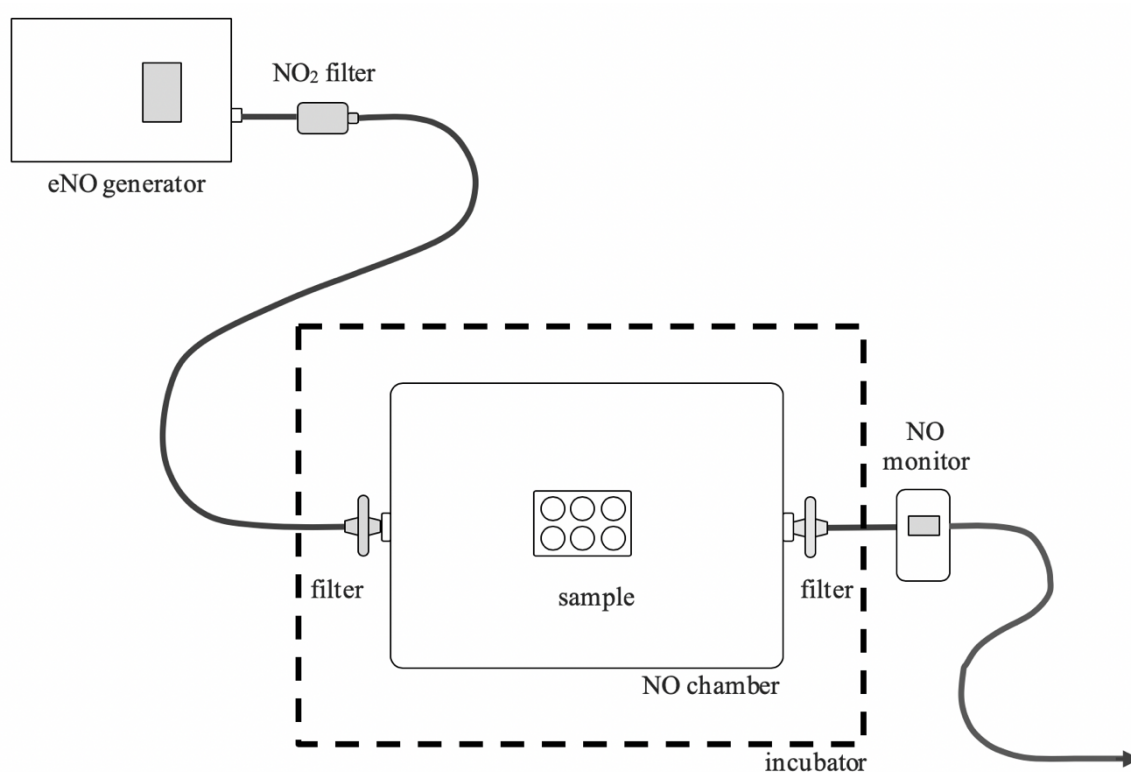 NO₂ filter
eNO generator
NO
monitor
filter
sample
filter
NO chamber
incubator